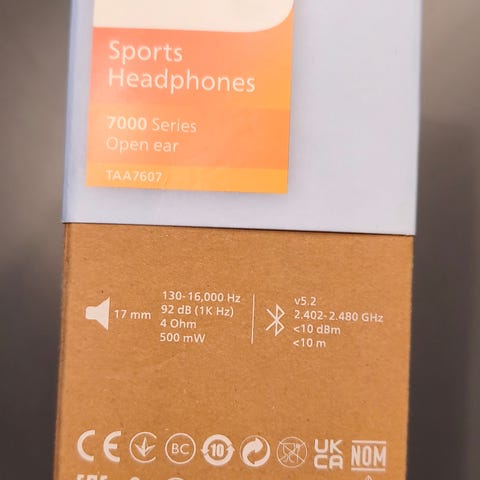 Sports
Headphones
7000 Series
Open ear
TAA7607
17 mm
130-16,000 Hz
92 dB (1K Hz)
4 Ohm
500 mW
v5.2
2.402-2.480 GHz
<10 dBm
<10 m
CE
BC
10
UK
CA
NOM